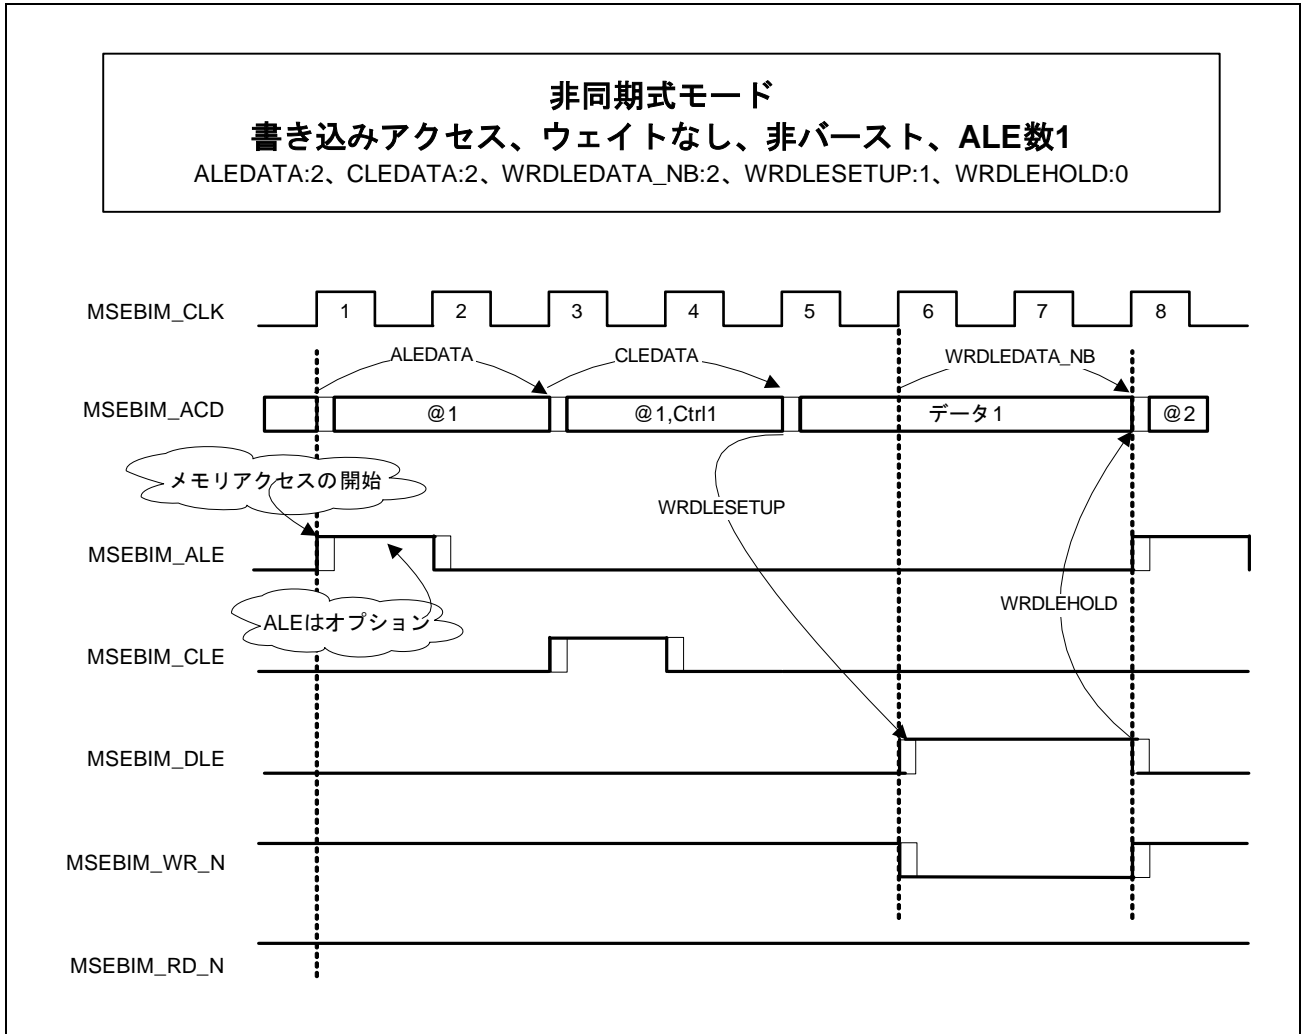 非同期式モード
書き込みアクセス、ウェイトなし、非バースト、ALE数1
ALEDATA:2、CLEDATA:2、WRDLEDATA_NB:2、WRDLESETUP:1、WRDLEHOLD:0
MSEBIM_CLK 1 2 3 4 5 6 7 8
ALEDATA CLEDATA WRDLEDATA_NB
MSEBIM_ACD @1 @1,Ctrl1 データ1 @2
メモリアクセスの開始
WRDLESETUP
MSEBIM_ALE
WRDLEHOLD
ALEはオプション
MSEBIM_CLE
MSEBIM_DLE
MSEBIM_WR_N
MSEBIM_RD_N